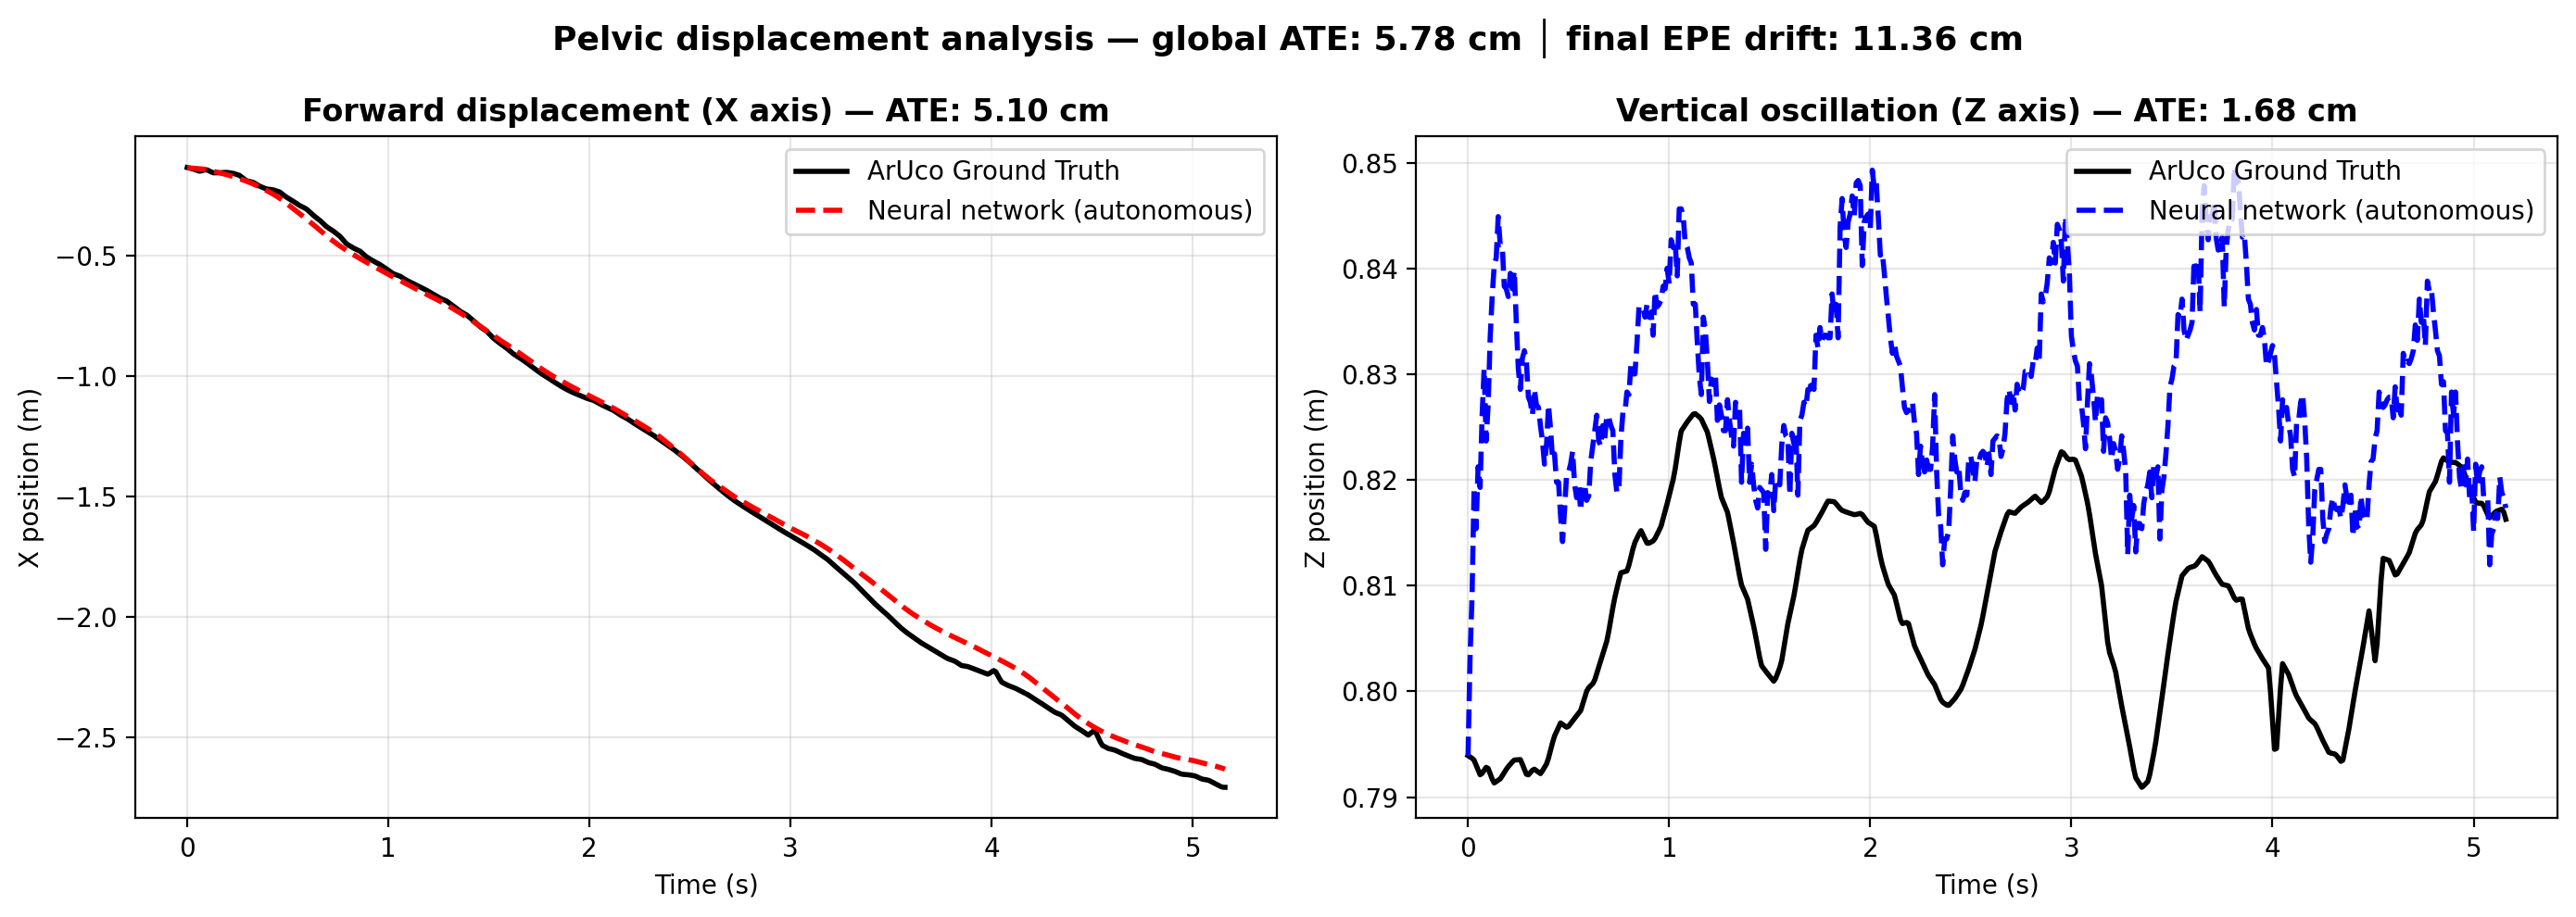 Pelvic displacement analysis — global ATE: 5.78 cm │ final EPE drift: 11.36 cm
Forward displacement (X axis) — ATE: 5.10 cm
X position (m)
−0.5
−1.0
−1.5
−2.0
−2.5
ArUco Ground Truth
Neural network (autonomous)
0 1 2 3 4 5
Time (s)
Vertical oscillation (Z axis) — ATE: 1.68 cm
Z position (m)
0.85
0.84
0.83
0.82
0.81
0.80
0.79
ArUco Ground Truth
Neural network (autonomous)
0 1 2 3 4 5
Time (s)